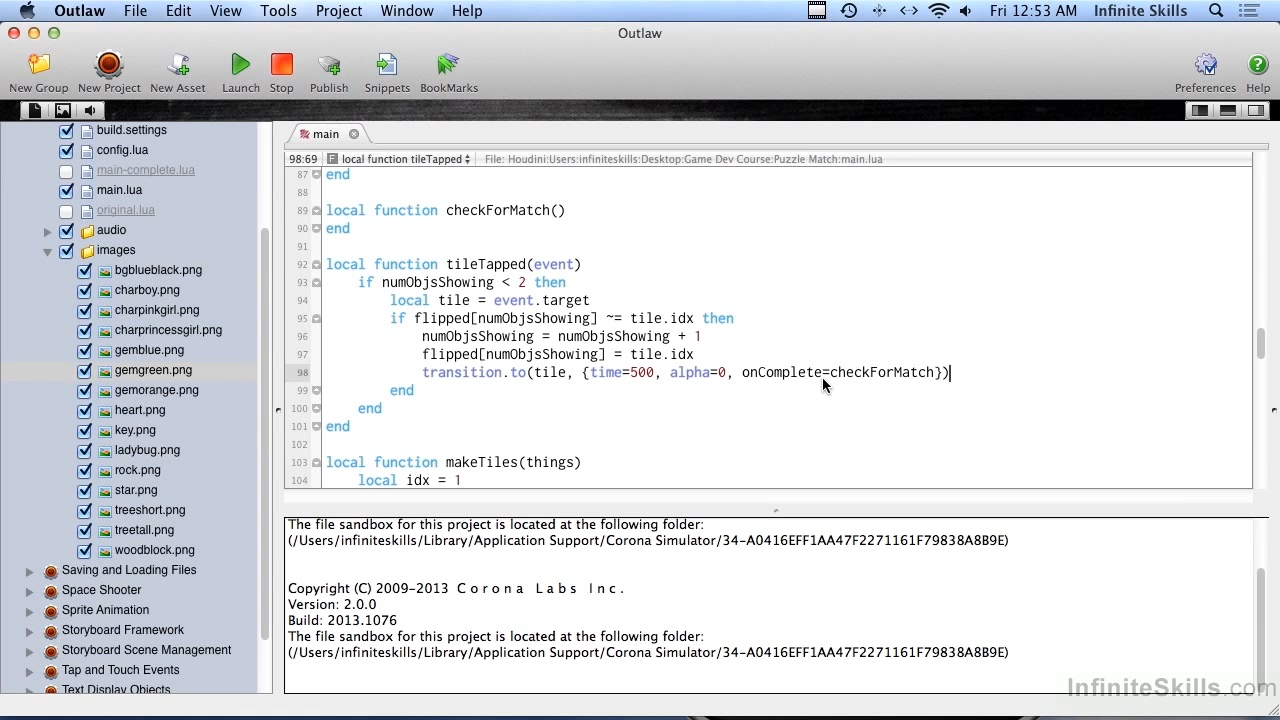 Outlaw File Edit View Tools Project Window Help Fri 12:53 AM Infinite Skills
Outlaw
New Group New Project New Asset Launch Stop Publish Snippets BookMarks Preferences Help
build.settings
config.lua
main-complete.lua
main.lua
original.lua
audio
images
bgblueblack.png
charboy.png
charpinkgirl.png
charprincessgirl.png
gemblue.png
gemgreen.png
gemorange.png
heart.png
key.png
ladybug.png
rock.png
star.png
treeshort.png
treetall.png
woodblock.png
Saving and Loading Files
Space Shooter
Sprite Animation
Storyboard Framework
Storyboard Scene Management
Tap and Touch Events
Text Display Objects
main
98:69 F local function tileTapped File: Houdini:Users:infiniteskills:Desktop:Game Dev Course:Puzzle Match:main.lua
87 end
88
89 local function checkForMatch()
90 end
91
92 local function tileTapped(event)
93 if numObjsShowing < 2 then
94 local tile = event.target
95 if flipped[numObjsShowing] ~= tile.idx then
96 numObjsShowing = numObjsShowing + 1
97 flipped[numObjsShowing] = tile.idx
98 transition.to(tile, {time=500, alpha=0, onComplete=checkForMatch})
99 end
100 end
101 end
102
103 local function makeTiles(things)
104 local idx = 1
The file sandbox for this project is located at the following folder:
(/Users/infiniteskills/Library/Application Support/Corona Simulator/34-A0416EFF1AA47F2271161F79838A8B9E)
Copyright (C) 2009-2013 C o r o n a L a b s I n c .
Version: 2.0.0
Build: 2013.1076
The file sandbox for this project is located at the following folder:
(/Users/infiniteskills/Library/Application Support/Corona Simulator/34-A0416EFF1AA47F2271161F79838A8B9E)
InfiniteSkills.com